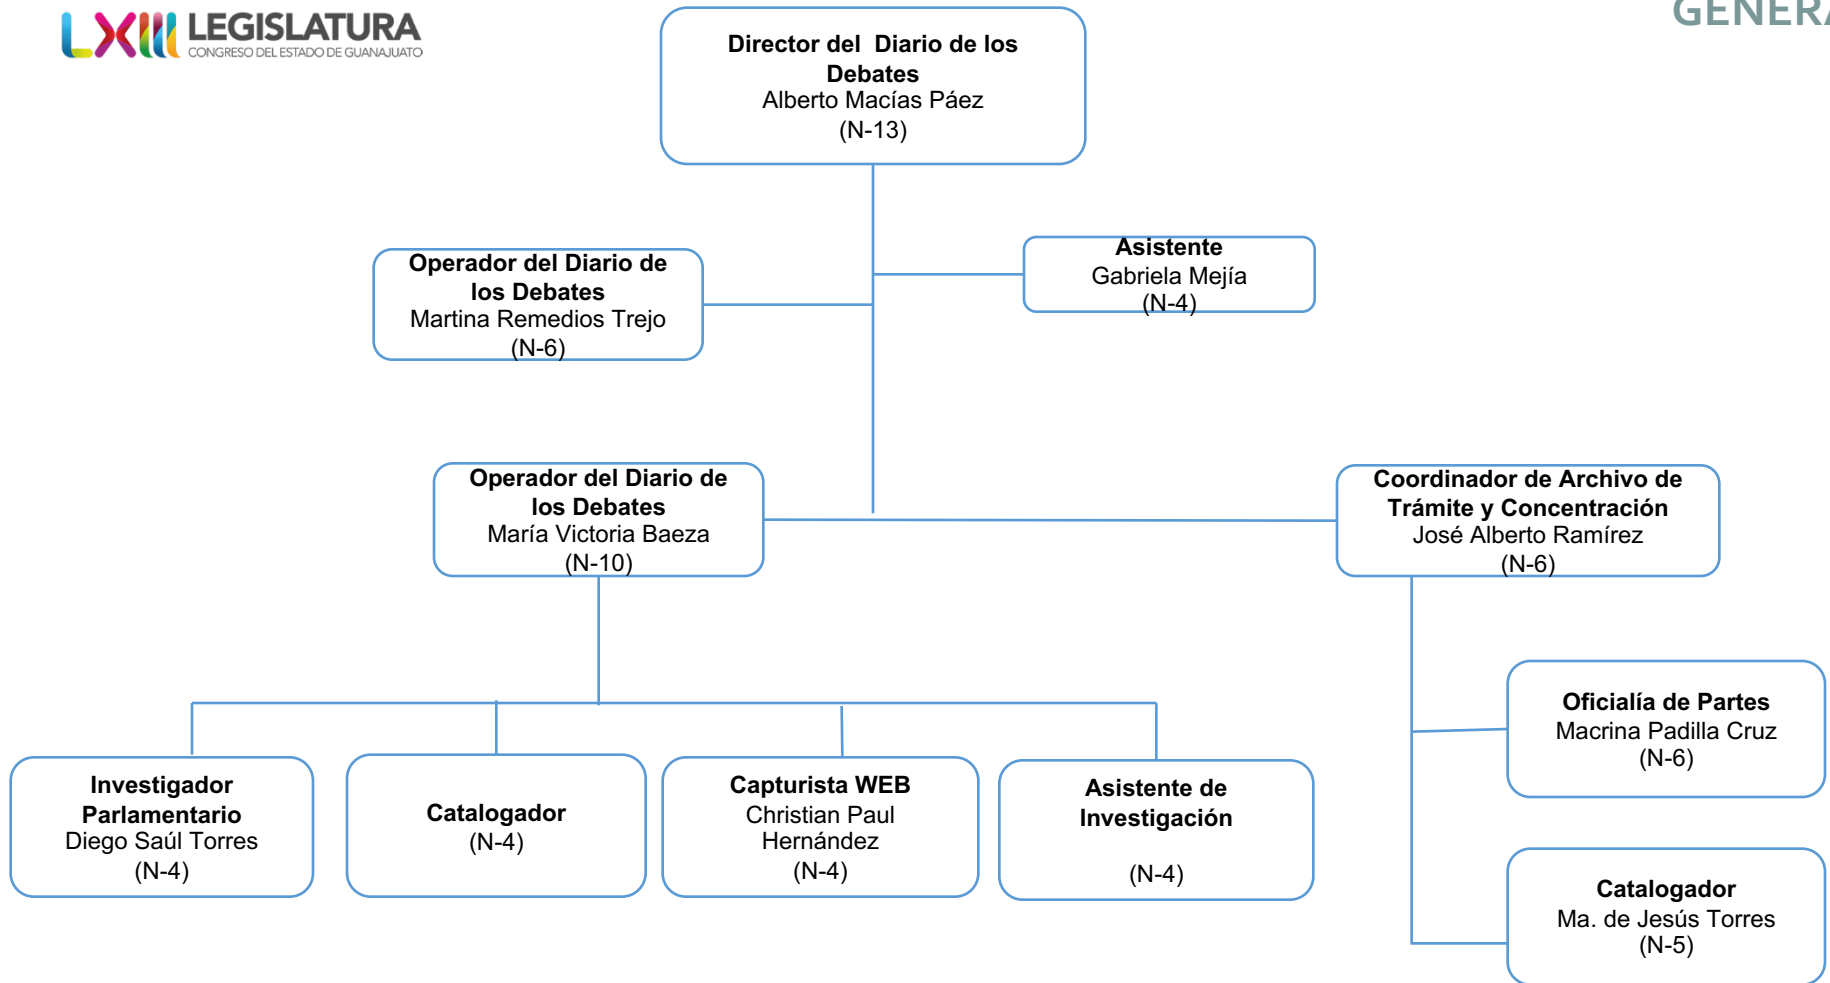 LXIII LEGISLATURA
CONGRESO DEL ESTADO DE GUANAJUATO
GENERA
Director del Diario de los
Debates
Alberto Macías Páez
(N-13)
Operador del Diario de
los Debates
Martina Remedios Trejo
(N-6)
Asistente
Gabriela Mejía
(N-4)
Operador del Diario de
los Debates
María Victoria Baeza
(N-10)
Coordinador de Archivo de
Trámite y Concentración
José Alberto Ramírez
(N-6)
Oficialía de Partes
Macrina Padilla Cruz
(N-6)
Investigador
Parlamentario
Diego Saúl Torres
(N-4)
Catalogador
(N-4)
Capturista WEB
Christian Paul
Hernández
(N-4)
Asistente de
Investigación
(N-4)
Catalogador
Ma. de Jesús Torres
(N-5)